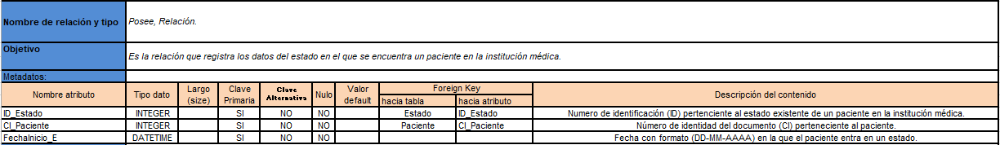 Nombre de relación y tipo
Posee, Relación.
Objetivo
Es la relación que registra los datos del estado en el que se encuentra un paciente en la institución médica.
Metadatos:
Nombre atributo Tipo dato Largo (size) Clave Primaria Clave Alternativa Nulo Valor default Foreign Key Descripción del contenido
hacia tabla hacia atributo
ID_Estado INTEGER SI NO NO Estado ID_Estado Numero de identificación (ID) pertenciente al estado existente de un paciente en la institución médica.
CI_Paciente INTEGER SI NO NO Paciente CI_Paciente Número de identidad del documento (CI) perteneciente al paciente.
FechaInicio_E DATETIME SI NO NO Fecha con formato (DD-MM-AAAA) en la que el paciente entra en un estado.